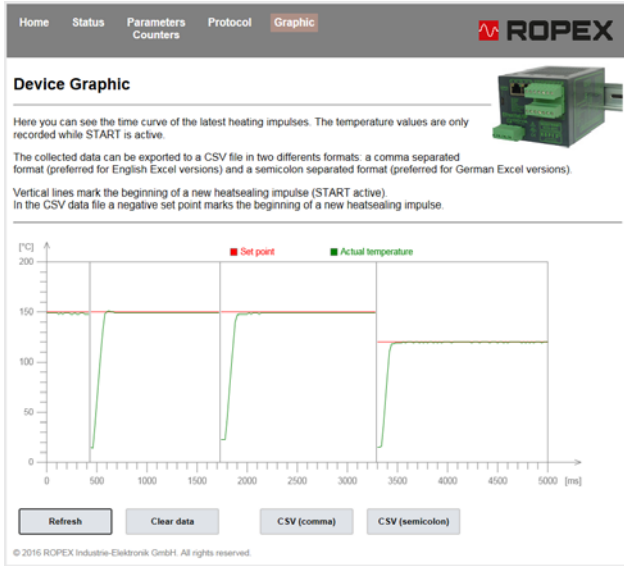 Home Status Parameters Counters Protocol Graphic
ROPEX
Device Graphic
Here you can see the time curve of the latest heating impulses. The temperature values are only
recorded while START is active.
The collected data can be exported to a CSV file in two differents formats: a comma separated
format (preferred for English Excel versions) and a semicolon separated format (preferred for German Excel versions).
Vertical lines mark the beginning of a new heatsealing impulse (START active).
In the CSV data file a negative set point marks the beginning of a new heatsealing impulse.
[°C]
Set point Actual temperature
200
150
100
50
0
0 500 1000 1500 2000 2500 3000 3500 4000 4500 5000 [ms]
Refresh Clear data CSV (comma) CSV (semicolon)
© 2016 ROPEX Industrie-Elektronik GmbH. All rights reserved.